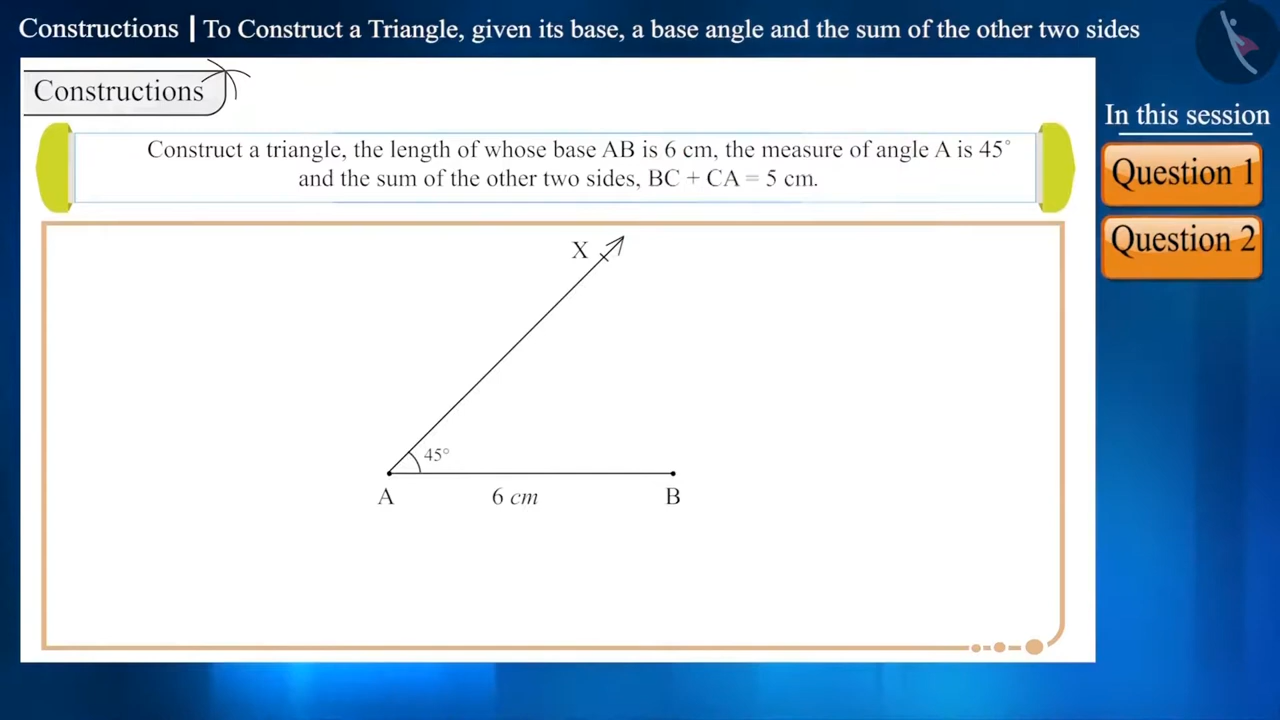 Constructions | To Construct a Triangle, given its base, a base angle and the sum of the other two sides
Constructions
In this session
Question 1
Question 2
Construct a triangle, the length of whose base AB is 6 cm, the measure of angle A is 45°
and the sum of the other two sides, BC + CA = 5 cm.
X
45°
A 6 cm B